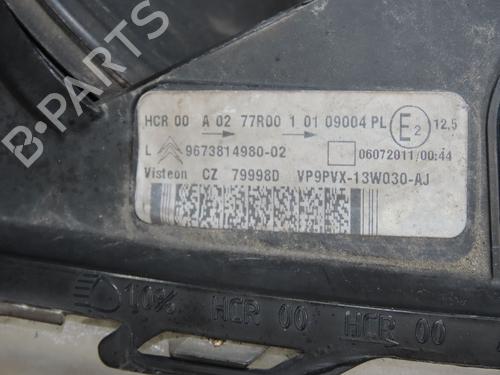 HCR 00 A 02 77R00 1 01 09004 PL E2 12,5
L 9673814980-02 06072011/00:44
Visteon CZ 79998D VP9PVX-13W030-AJ
10% HCR 00 HCR 00